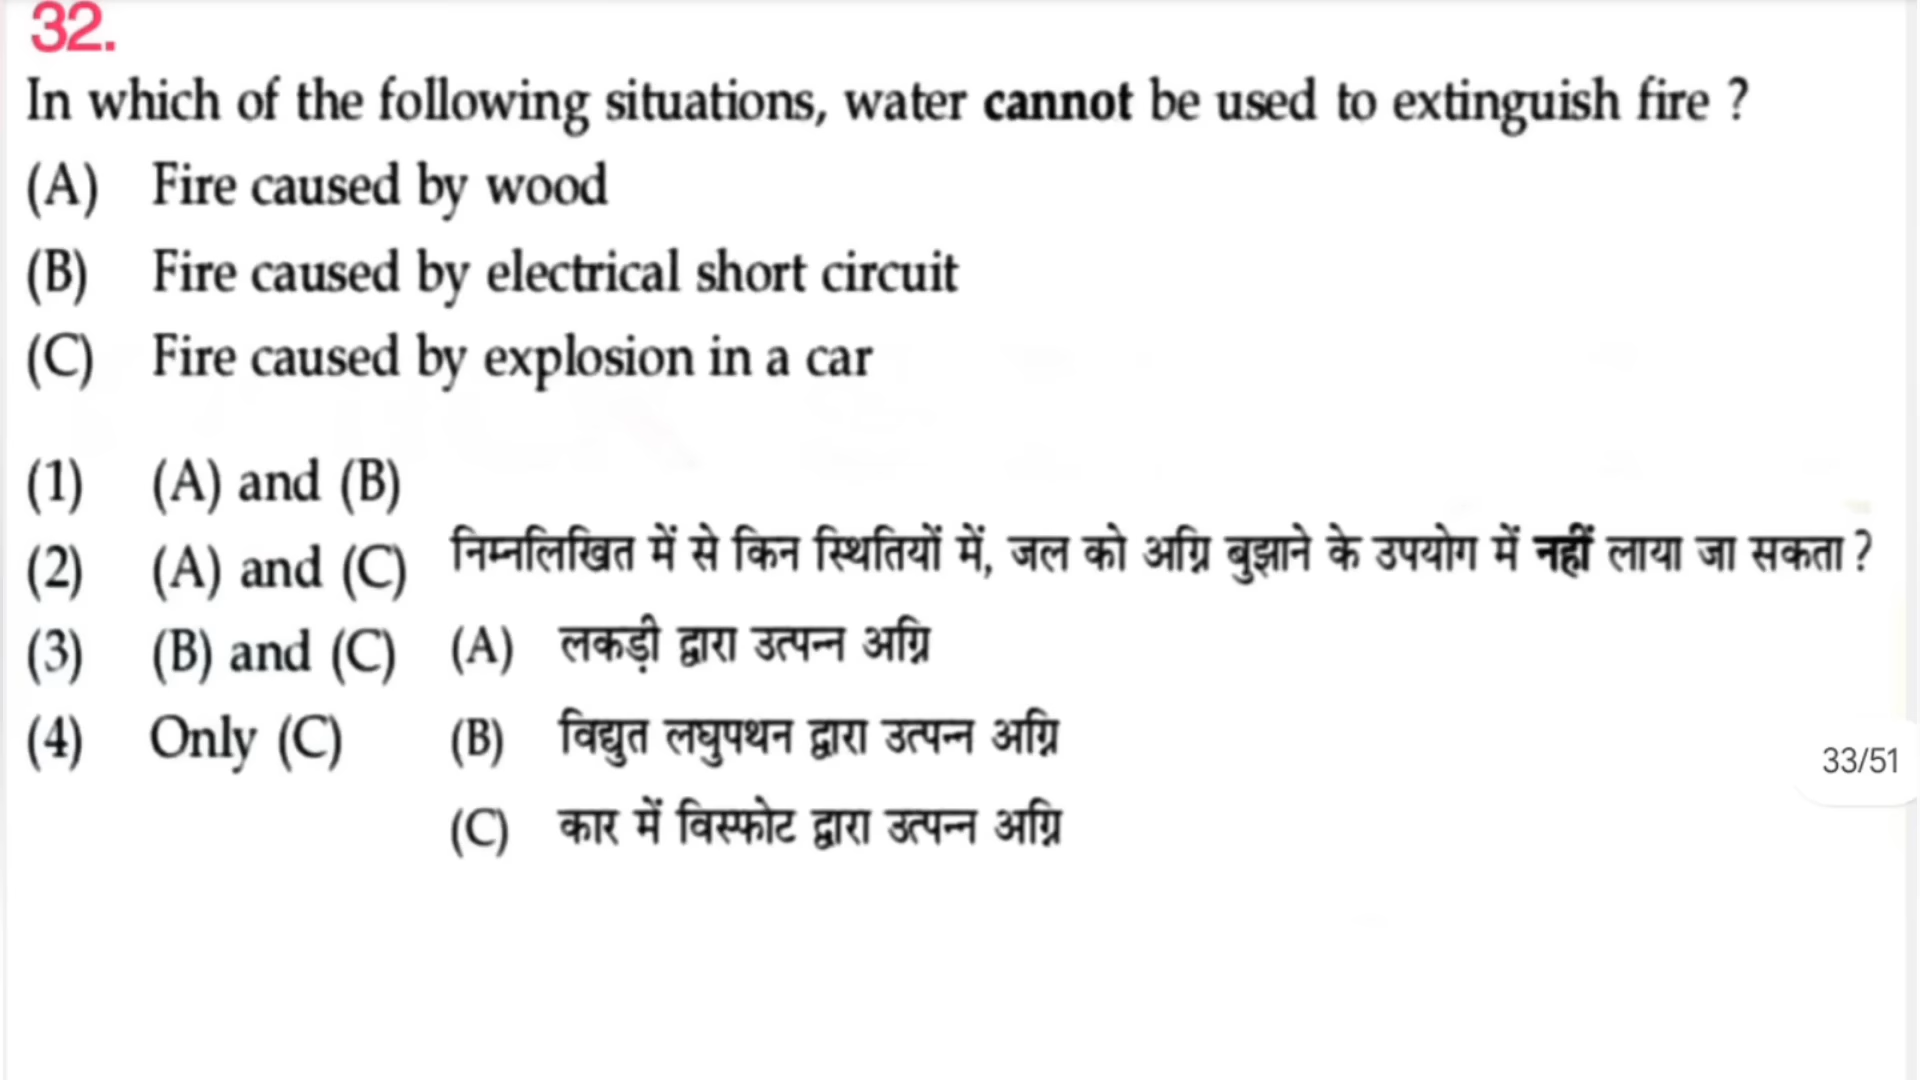 32.
In which of the following situations, water cannot be used to extinguish fire ?
(A) Fire caused by wood
(B) Fire caused by electrical short circuit
(C) Fire caused by explosion in a car
(1) (A) and (B)
(2) (A) and (C)
(3) (B) and (C)
(4) Only (C)
निम्नलिखित में से किन स्थितियों में, जल को अग्नि बुझाने के उपयोग में नहीं लाया जा सकता ?
(A) लकड़ी द्वारा उत्पन्न अग्नि
(B) विद्युत लघुपथन द्वारा उत्पन्न अग्नि
(C) कार में विस्फोट द्वारा उत्पन्न अग्नि
33/51